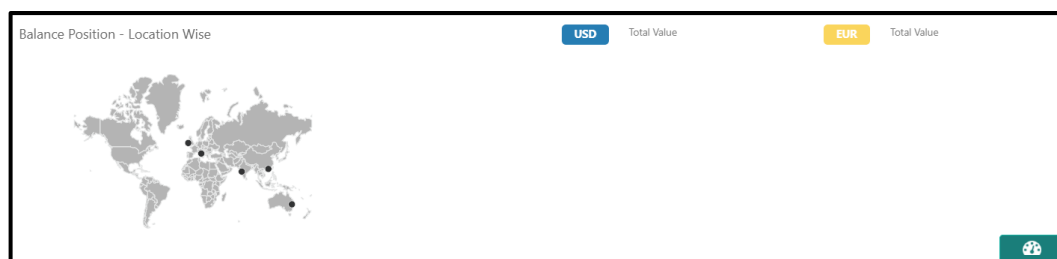 Balance Position - Location Wise
USD Total Value
EUR Total Value